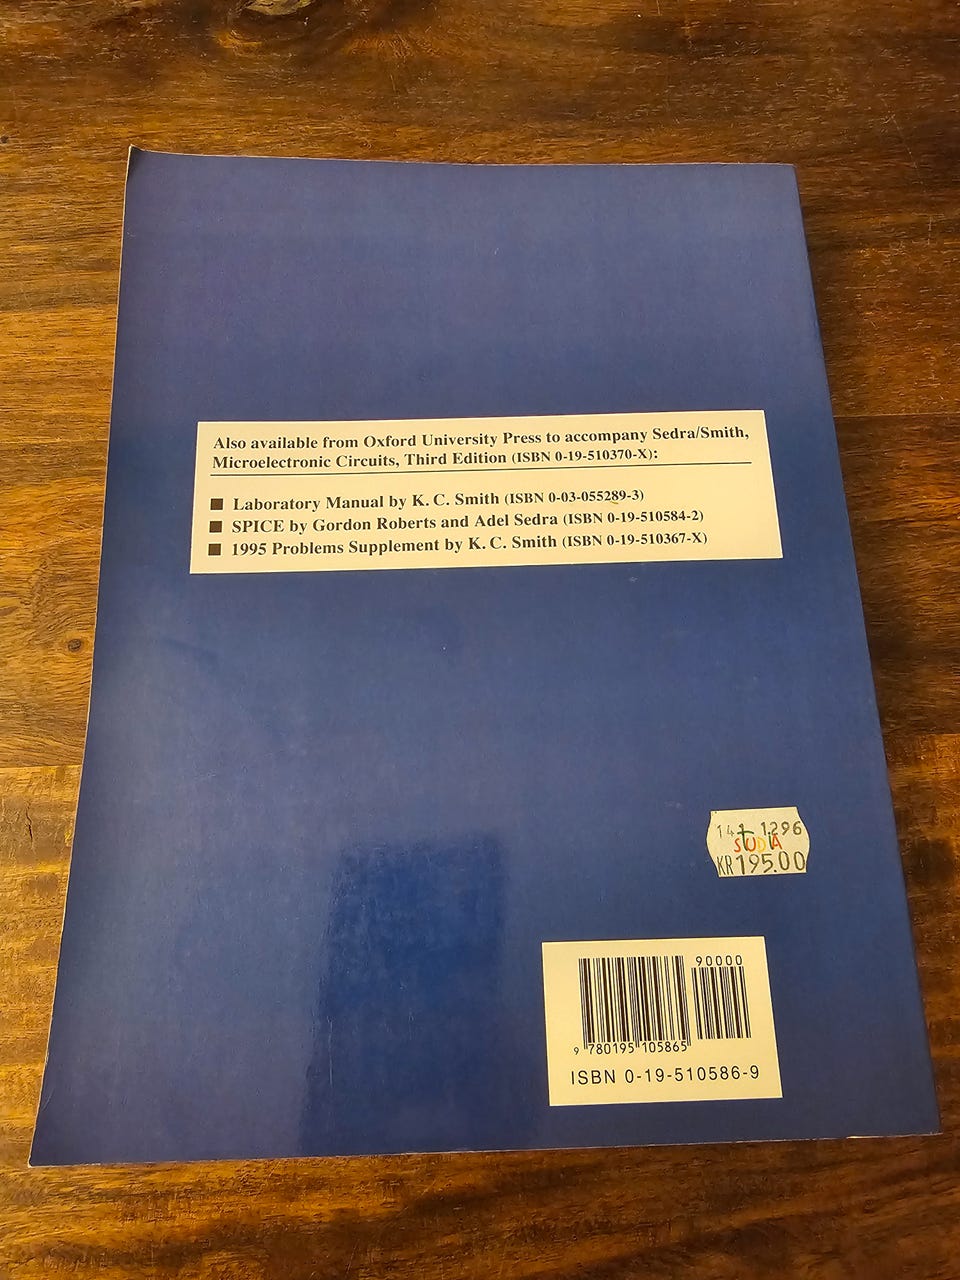 Also available from Oxford University Press to accompany Sedra/Smith,
Microelectronic Circuits, Third Edition (ISBN 0-19-510370-X):
■ Laboratory Manual by K. C. Smith (ISBN 0-03-055289-3)
■ SPICE by Gordon Roberts and Adel Sedra (ISBN 0-19-510584-2)
■ 1995 Problems Supplement by K. C. Smith (ISBN 0-19-510367-X)
1296
KR 195.00
90000
9 780195 105865
ISBN 0-19-510586-9